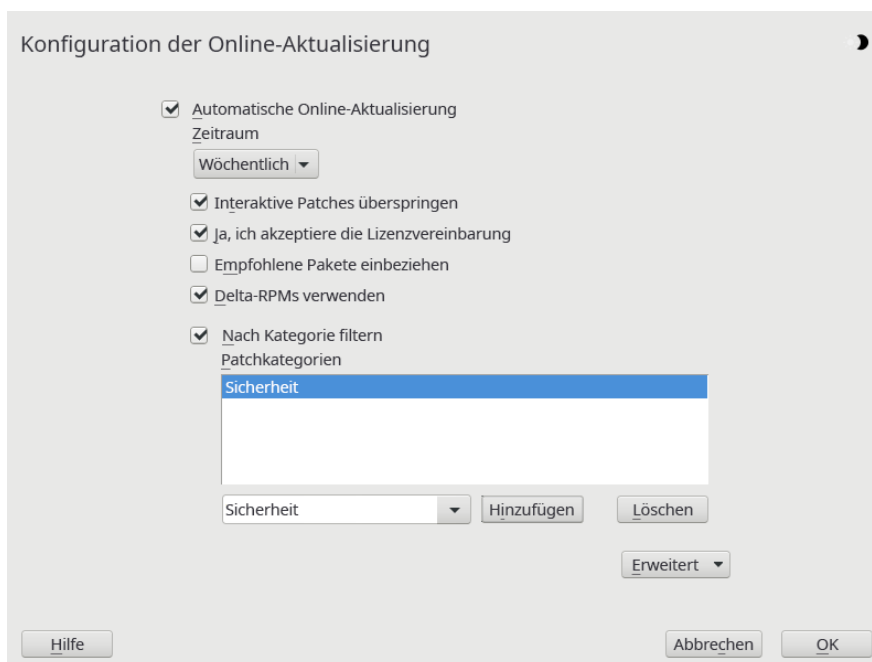 Konfiguration der Online-Aktualisierung
Automatische Online-Aktualisierung
Zeitraum
Wöchentlich
Interaktive Patches überspringen
Ja, ich akzeptiere die Lizenzvereinbarung
Empfohlene Pakete einbeziehen
Delta-RPMs verwenden
Nach Kategorie filtern
Patchkategorien
Sicherheit
Sicherheit Hinzufügen Löschen
Erweitert
Hilfe Abbrechen OK